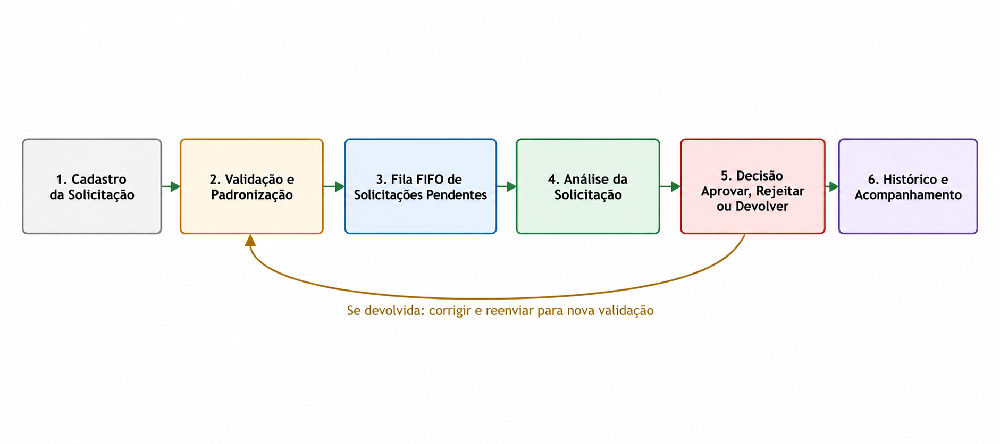 1. Cadastro
da Solicitação
2. Validação e
Padronização
3. Fila FIFO de
Solicitações Pendentes
4. Análise da
Solicitação
5. Decisão
Aprovar, Rejeitar
ou Devolver
6. Histórico e
Acompanhamento
Se devolvida: corrigir e reenviar para nova validação